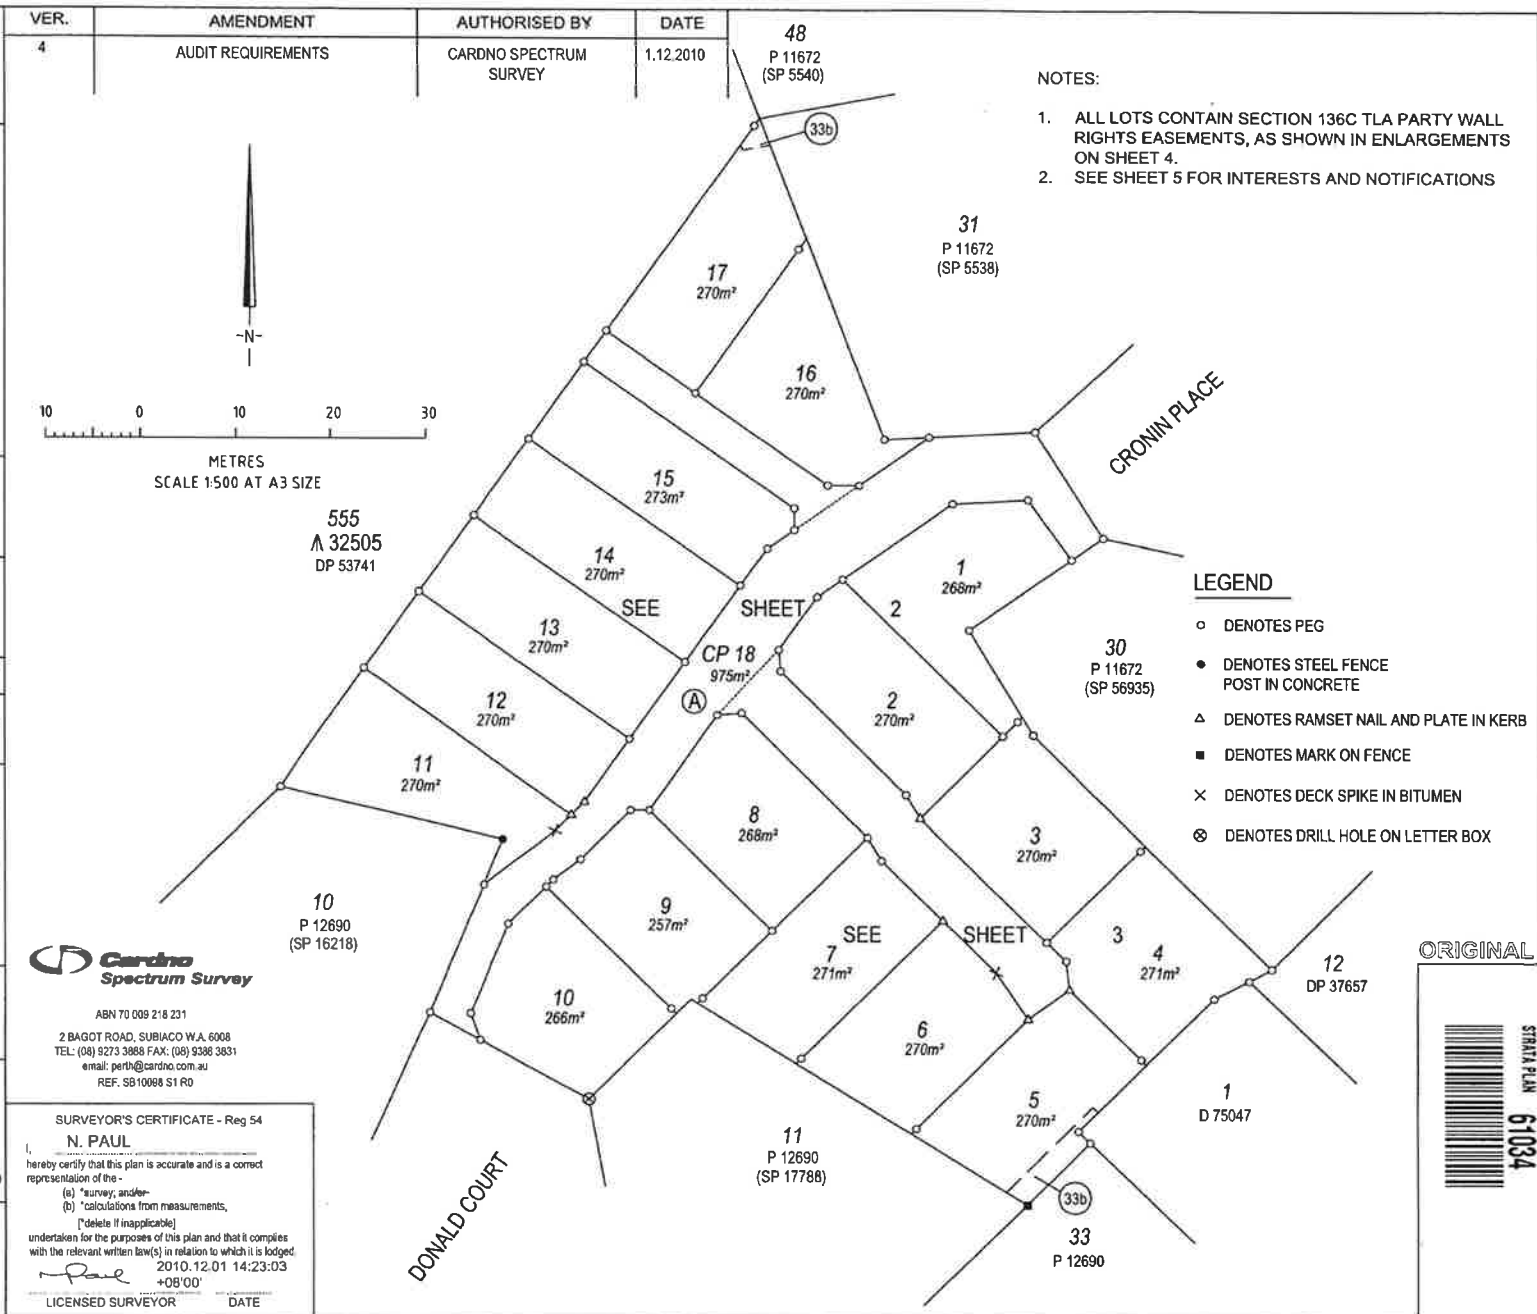 VER. AMENDMENT AUTHORISED BY DATE
4 AUDIT REQUIREMENTS CARDNO SPECTRUM SURVEY 1.12.2010
48
P 11672
(SP 5540)
NOTES:
1. ALL LOTS CONTAIN SECTION 136C TLA PARTY WALL
RIGHTS EASEMENTS, AS SHOWN IN ENLARGEMENTS
ON SHEET 4.
2. SEE SHEET 5 FOR INTERESTS AND NOTIFICATIONS
33b
31
P 11672
(SP 5538)
17
270m²
~N~
16
270m²
CRONIN PLACE
10 0 10 20 30
METRES
SCALE 1:500 AT A3 SIZE
15
273m²
555
32505
DP 53741
14
270m²
1
268m²
SEE SHEET 2
13
270m²
CP 18
975m²
A
30
P 11672
(SP 56935)
12
270m²
2
270m²
11
270m²
LEGEND
DENOTES PEG
DENOTES STEEL FENCE
POST IN CONCRETE
DENOTES RAMSET NAIL AND PLATE IN KERB
DENOTES MARK ON FENCE
DENOTES DECK SPIKE IN BITUMEN
DENOTES DRILL HOLE ON LETTER BOX
8
268m²
3
270m²
10
P 12690
(SP 16218)
9
257m²
SEE SHEET 3
7
271m²
4
271m²
12
DP 37657
10
266m²
6
270m²
5
270m²
1
D 75047
11
P 12690
(SP 17788)
33b
33
P 12690
DONALD COURT
Cardno
Spectrum Survey
ABN 70 009 218 231
2 BAGOT ROAD, SUBIACO W.A. 6008
TEL: (08) 9273 3888 FAX: (08) 9388 3831
email: perth@cardno.com.au
REF. SB10098 S1 R0
SURVEYOR'S CERTIFICATE - Reg 54
I, N. PAUL
hereby certify that this plan is accurate and is a correct
representation of the -
(a) *survey; and/or
(b) *calculations from measurements,
[*delete if inapplicable]
undertaken for the purposes of this plan and that it complies
with the relevant written law(s) in relation to which it is lodged.
NPaul 2010.12.01 14:23:03
+08'00'
LICENSED SURVEYOR DATE
ORIGINAL
STRATA PLAN 61034